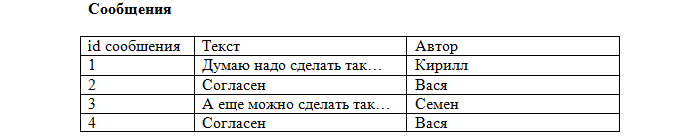 Сообщения
id сообшения Текст Автор
1 Думаю надо сделать так… Кирилл
2 Согласен Вася
3 А еще можно сделать так… Семен
4 Согласен Вася